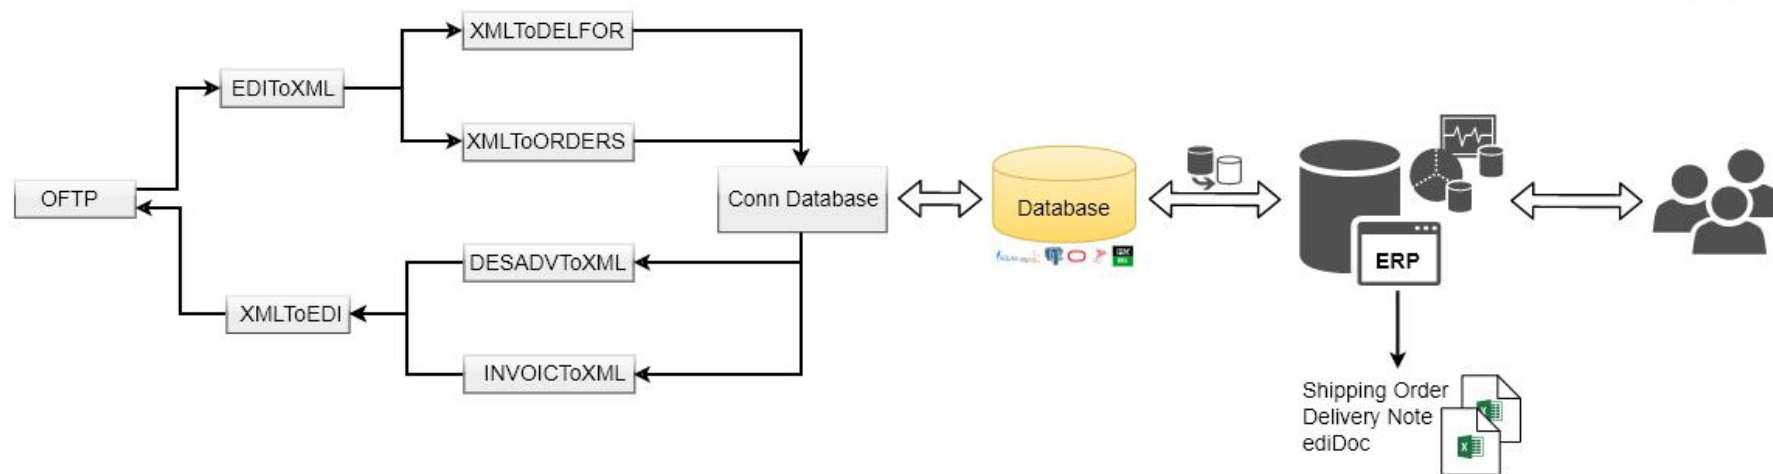 XMLToDELFOR
EDIToXML
XMLToORDERS
OFTP
Conn Database
Database
ERP
DESADVToXML
XMLToEDI
INVOICToXML
Shipping Order
Delivery Note
ediDoc